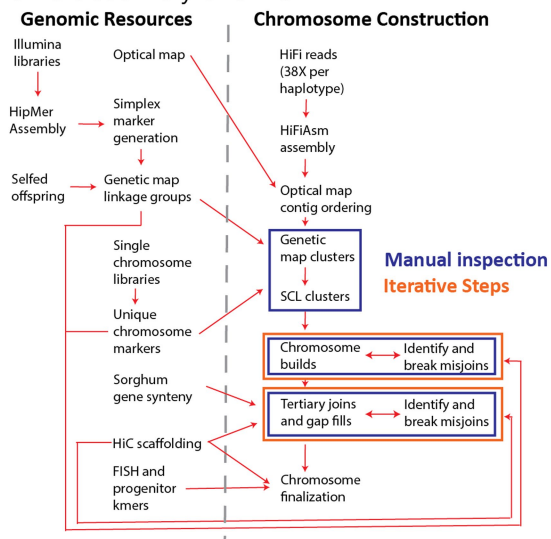 Genomic Resources
Chromosome Construction
Illumina
libraries
Optical map
HiFi reads
(38X per
haplotype)
HipMer
Assembly
Simplex
marker
generation
HiFiAsm
assembly
Selfed
offspring
Genetic map
linkage groups
Optical map
contig ordering
Single
chromosome
libraries
Genetic
map clusters
SCL clusters
Manual inspection
Iterative Steps
Unique
chromosome
markers
Chromosome
builds
Identify and
break misjoins
Sorghum
gene synteny
Tertiary joins
and gap fills
Identify and
break misjoins
HiC scaffolding
FISH and
progenitor
kmers
Chromosome
finalization